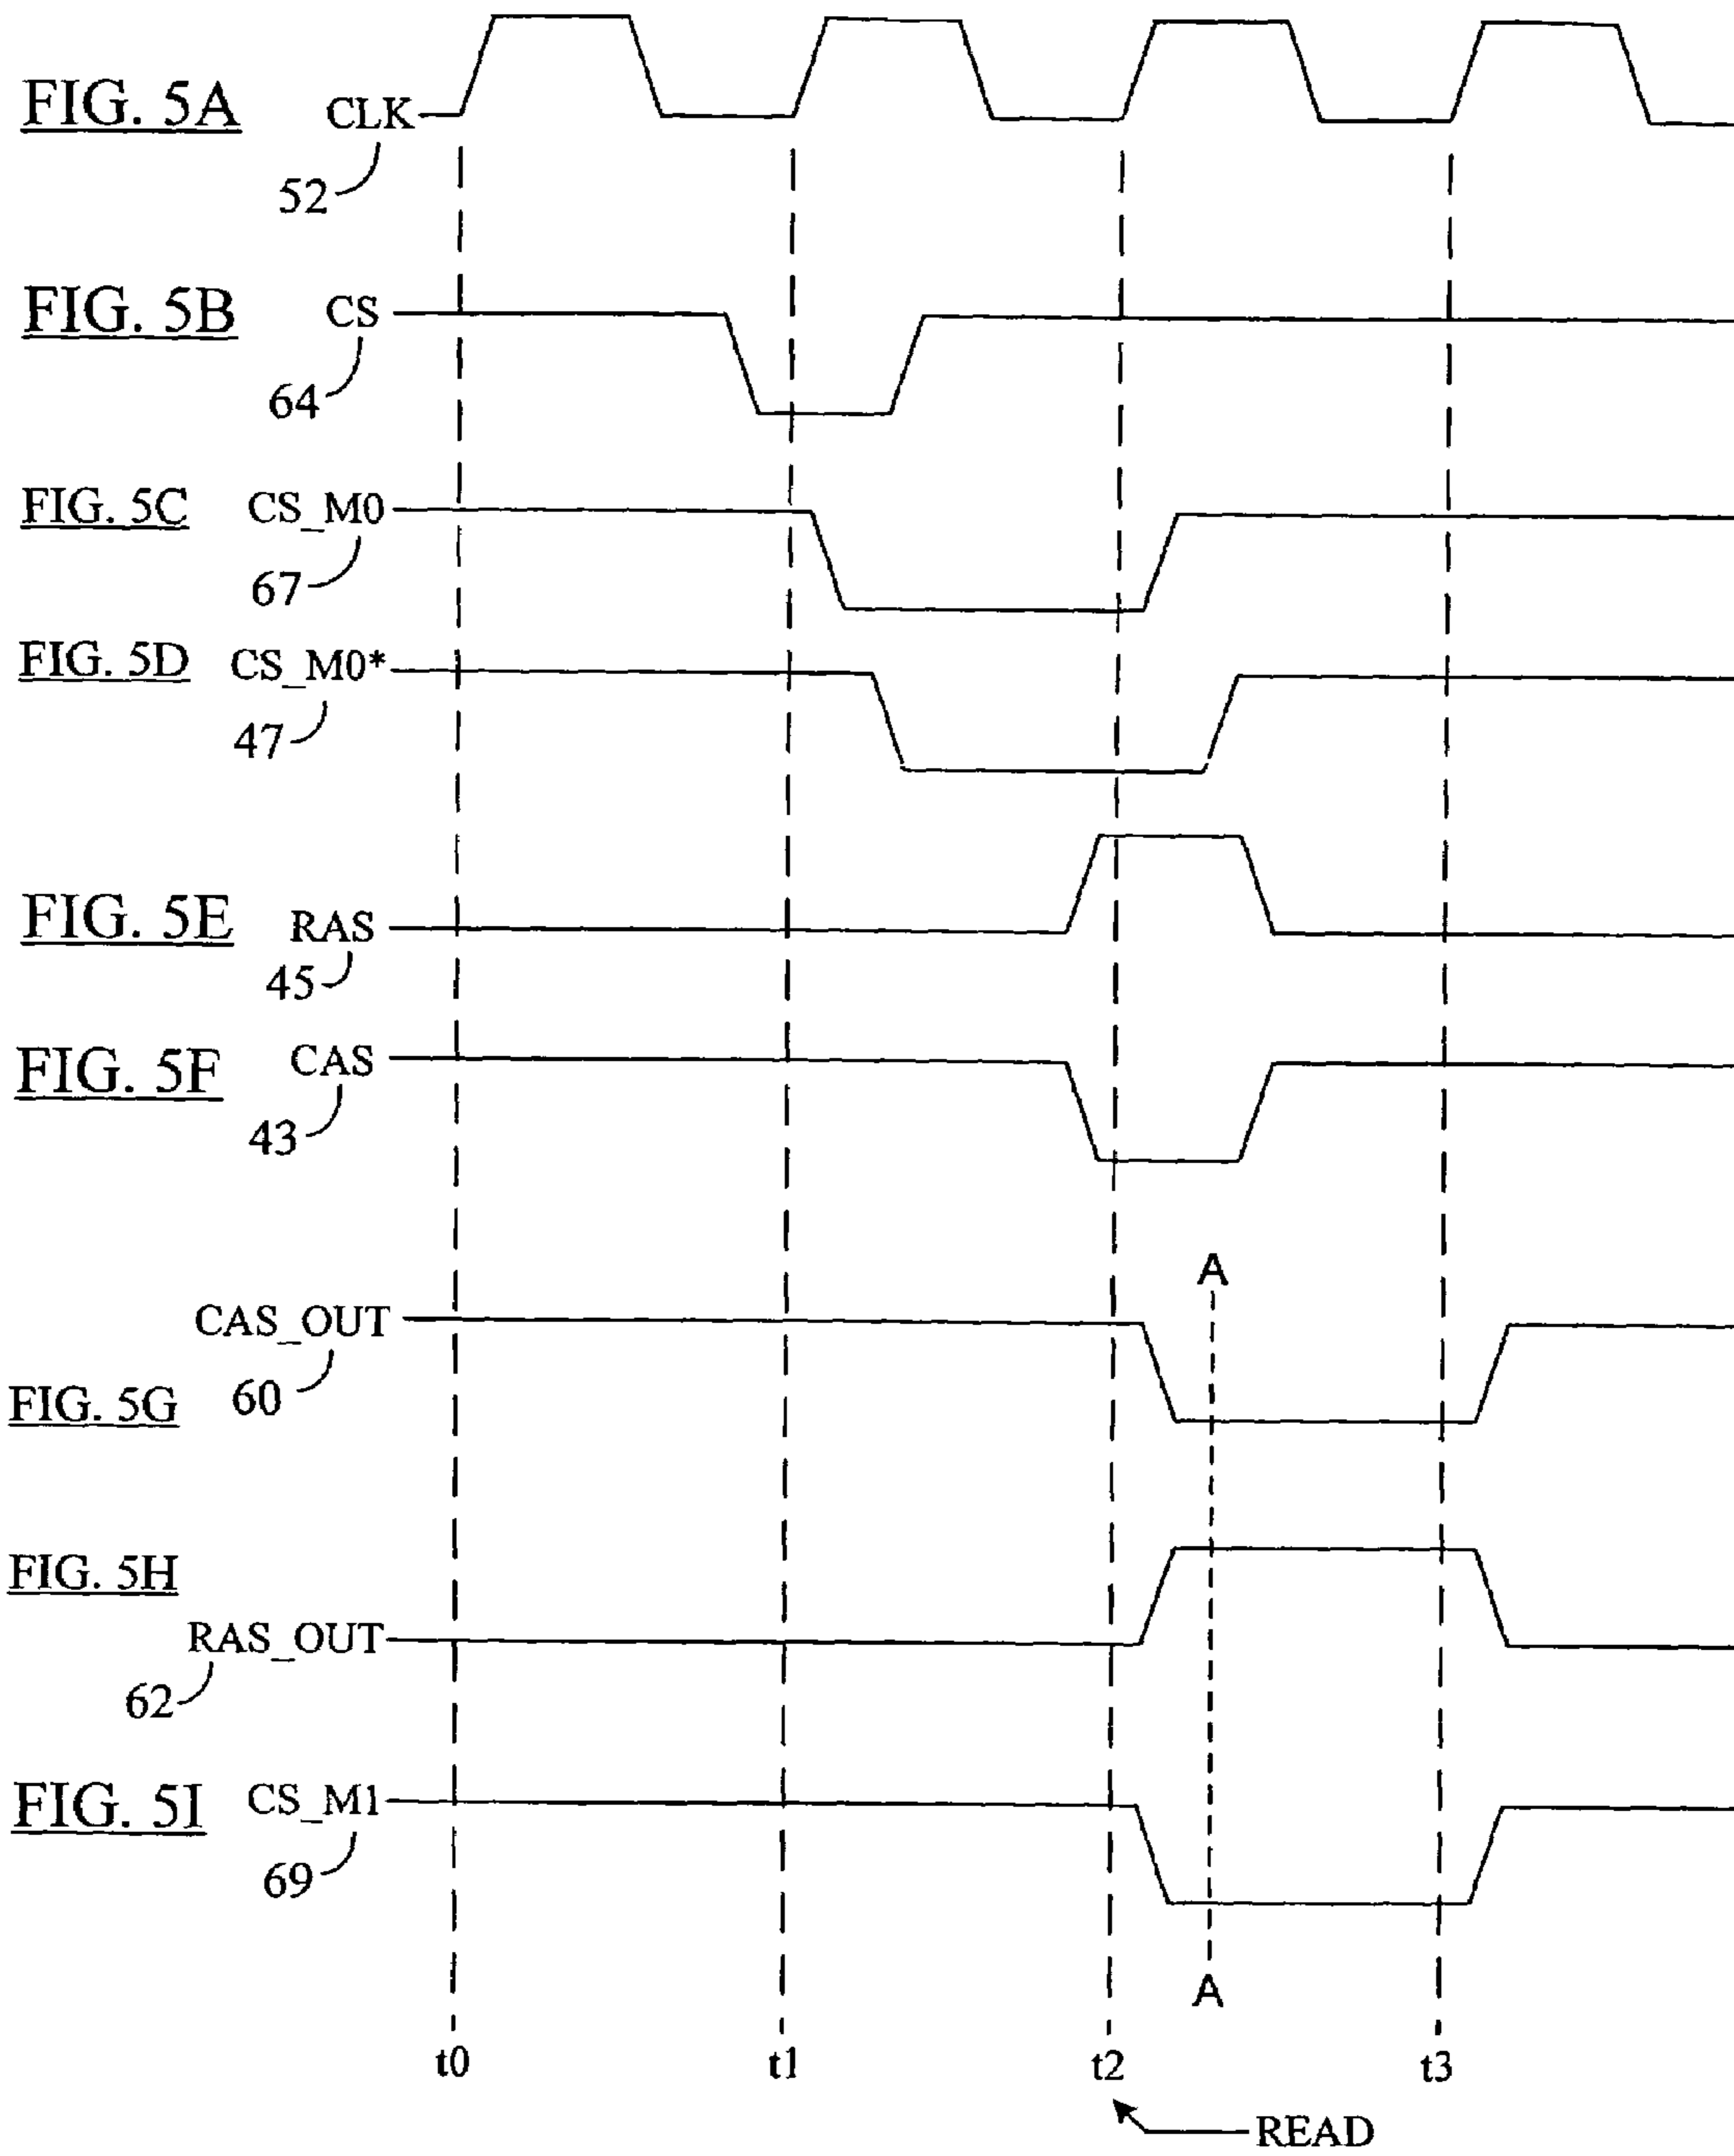 FIG. 5A CLK
52
FIG. 5B CS
64
FIG. 5C CS_M0
67
FIG. 5D CS_M0*
47
FIG. 5E RAS
45
FIG. 5F CAS
43
A
CAS_OUT
FIG. 5G 60
FIG. 5H
RAS_OUT
62
FIG. 5I CS_M1
69
A
t0 t1 t2 t3
READ